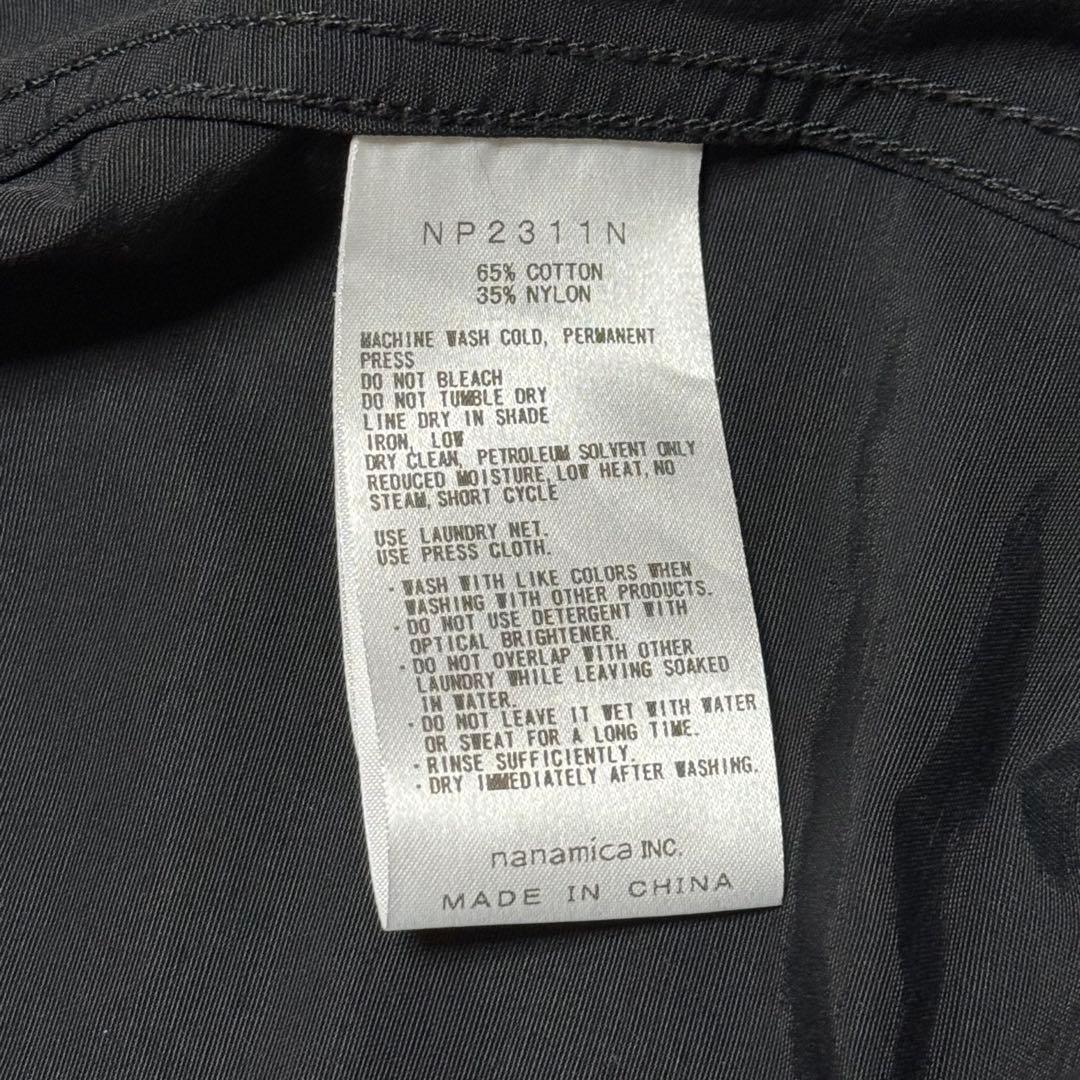 NP2311N
65% COTTON
35% NYLON
MACHINE WASH COLD, PERMANENT
PRESS
DO NOT BLEACH
DO NOT TUMBLE DRY
LINE DRY IN SHADE
IRON, LOW
DRY CLEAN, PETROLEUM SOLVENT ONLY
REDUCED MOISTURE, LOW HEAT, NO
STEAM, SHORT CYCLE
USE LAUNDRY NET.
USE PRESS CLOTH.
・WASH WITH LIKE COLORS WHEN
WASHING WITH OTHER PRODUCTS.
・DO NOT USE DETERGENT WITH
OPTICAL BRIGHTENER.
・DO NOT OVERLAP WITH OTHER
LAUNDRY WHILE LEAVING SOAKED
IN WATER.
・DO NOT LEAVE IT WET WITH WATER
OR SWEAT FOR A LONG TIME.
・RINSE SUFFICIENTLY.
・DRY IMMEDIATELY AFTER WASHING.
nanamica INC.
MADE IN CHINA